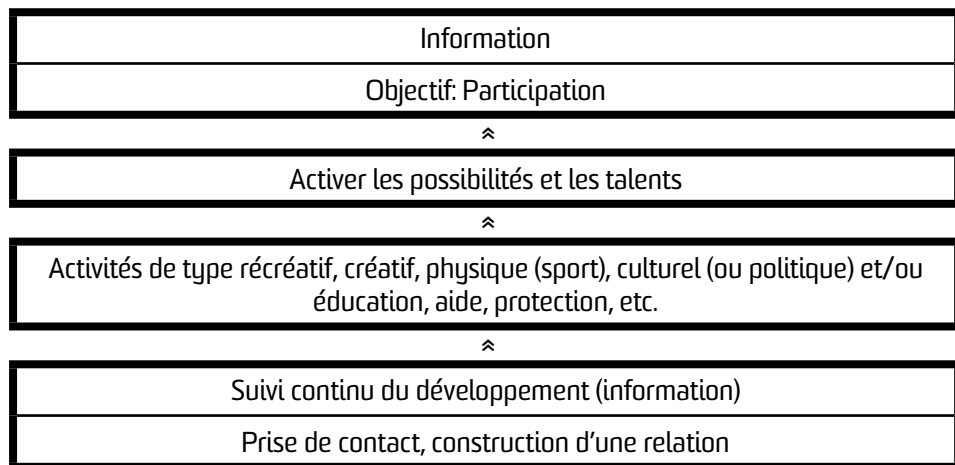 Information
Objectif: Participation
Activer les possibilités et les talents
Activités de type récréatif, créatif, physique (sport), culturel (ou politique) et/ou
éducation, aide, protection, etc.
Suivi continu du développement (information)
Prise de contact, construction d’une relation